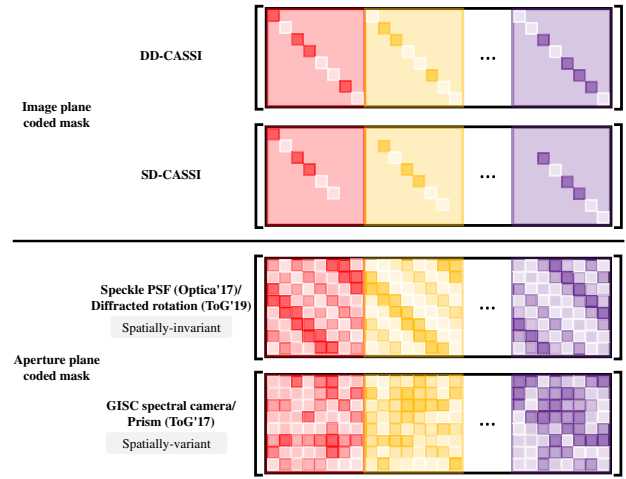 DD-CASSI
...
Image plane
coded mask
SD-CASSI
...
Speckle PSF (Optica'17)/
Diffracted rotation (ToG'19)
Spatially-invariant
...
Aperture plane
coded mask
GISC spectral camera/
Prism (ToG'17)
Spatially-variant
...